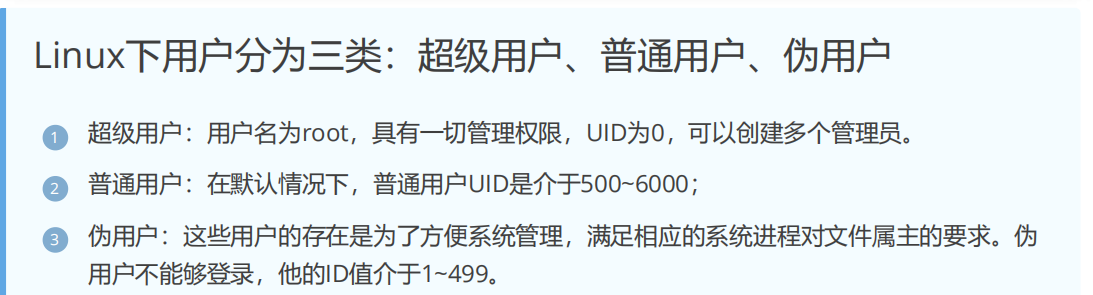 Linux下用户分为三类：超级用户、普通用户、伪用户
1 超级用户：用户名为root，具有一切管理权限，UID为0，可以创建多个管理员。
2 普通用户：在默认情况下，普通用户UID是介于500~6000；
3 伪用户：这些用户的存在是为了方便系统管理，满足相应的系统进程对文件属主的要求。伪
用户不能够登录，他的ID值介于1~499。